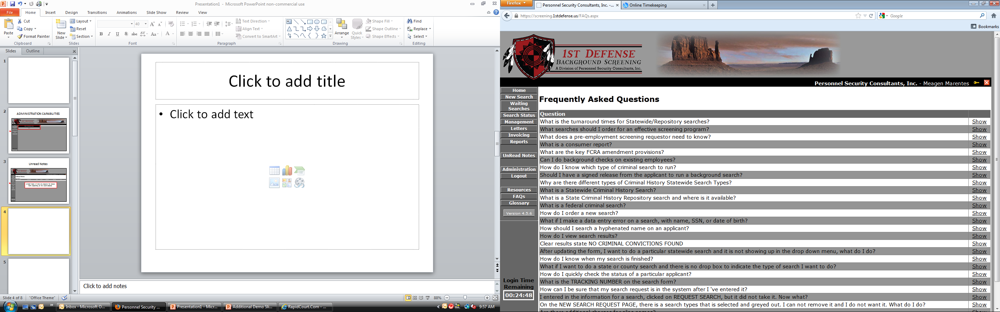 Presentation1 - Microsoft PowerPoint non-commercial use
File Home Insert Design Transitions Animations Slide Show Review View
Paste
Cut
Copy
Format Painter
Clipboard
New Slide
Layout
Reset
Section
Slides
40
B I U S abc AV Aa A
Font
Text Direction
Align Text
Convert to SmartArt
Paragraph
Arrange
Quick Styles
Shape Fill
Shape Outline
Shape Effects
Drawing
Find
Replace
Select
Editing
Slides Outline
1
2
ADMINISTRATION CAPABILITIES
3
Unread Notes
4
5
Click to add title
• Click to add text
Click to add notes
Slide 4 of 8 "Office Theme" 88%
Inbox - Microsoft O... Personnel Security ... Presentation1 - Micr... Additional Demo Sli... RapidCourt.Com - ... 9:57 AM
Firefox
Personnel Security Consultants, Inc. -...
Online Timekeeping
https://screening.1stdefense.us/FAQs.aspx
Google
Bookmarks
1ST DEFENSE
BACKGROUND SCREENING
A Division of Personnel Security Consultants, Inc.
Personnel Security Consultants, Inc. - Meagen Marentes
Home
New Search
Waiting Searches
Search Status
Management
Letters
Invoicing
Reports
UnRead Notes
Administration
Logout
Resources
FAQs
Glossary
Version 4.5.6
Login Time Remaining
00:24:48
Frequently Asked Questions
Question
What is the turnaround times for Statewide/Repository searches? Show
What searches should I order for an effective screening program? Show
What does a pre-employment screening requestor need to know? Show
What is a consumer report? Show
What are the key FCRA amendment provisions? Show
Can I do background checks on existing employees? Show
How do I know which type of criminal search to run? Show
Should I have a signed release from the applicant to run a background search? Show
Why are there different types of Criminal History Statewide Search Types? Show
What is a Statewide Criminal History Search? Show
What is a State Criminal History Repository search and where is it available? Show
What is a federal criminal search? Show
How do I order a new search? Show
What if I make a data entry error on a search, with name, SSN, or date of birth? Show
How should I search a hyphenated name on an applicant? Show
How do I view search results? Show
Clear results state NO CRIMINAL CONVICTIONS FOUND Show
After updating the form, I want to do a particular statewide search and it is not showing up in the drop down menu, what do I do? Show
How do I know when my search is finished? Show
What if I want to do a state or county search and there is no drop box to indicate the type of search I want to do? Show
How do I quickly check the status of a particular applicant? Show
What is the TRACKING NUMBER on the search form? Show
How can I be sure that my search request is in the system after I 've entered it? Show
I entered in the information for a search, clicked on REQUEST SEARCH, but it did not take it. Now what? Show
On the NEW SEARCH REQUEST PAGE, there is a search types that is selected and greyed out. I can not remove it and I do not want it. What do I do? Show